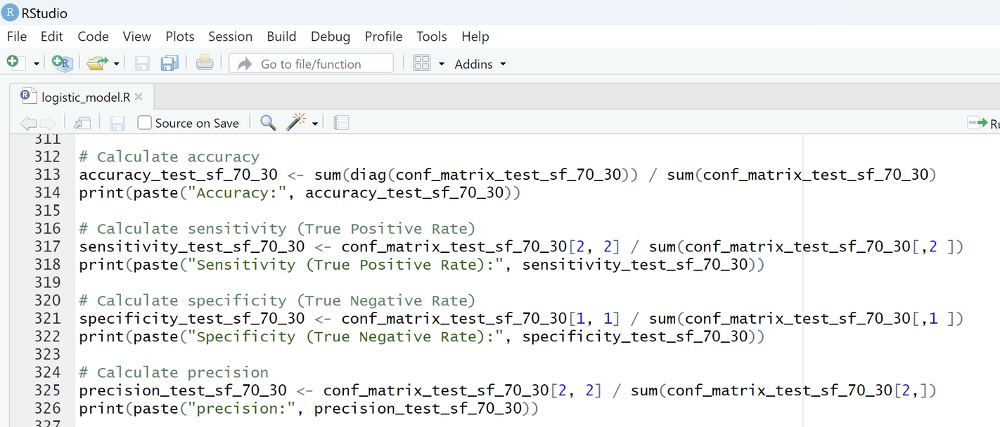 R RStudio
File Edit Code View Plots Session Build Debug Profile Tools Help
R Go to file/function Addins
R logistic_model.R
Source on Save Ru
311
312 # Calculate accuracy
313 accuracy_test_sf_70_30 <- sum(diag(conf_matrix_test_sf_70_30)) / sum(conf_matrix_test_sf_70_30)
314 print(paste("Accuracy:", accuracy_test_sf_70_30))
315
316 # Calculate sensitivity (True Positive Rate)
317 sensitivity_test_sf_70_30 <- conf_matrix_test_sf_70_30[2, 2] / sum(conf_matrix_test_sf_70_30[,2 ])
318 print(paste("Sensitivity (True Positive Rate):", sensitivity_test_sf_70_30))
319
320 # Calculate specificity (True Negative Rate)
321 specificity_test_sf_70_30 <- conf_matrix_test_sf_70_30[1, 1] / sum(conf_matrix_test_sf_70_30[,1 ])
322 print(paste("Specificity (True Negative Rate):", specificity_test_sf_70_30))
323
324 # Calculate precision
325 precision_test_sf_70_30 <- conf_matrix_test_sf_70_30[2, 2] / sum(conf_matrix_test_sf_70_30[2,])
326 print(paste("precision:", precision_test_sf_70_30))
327